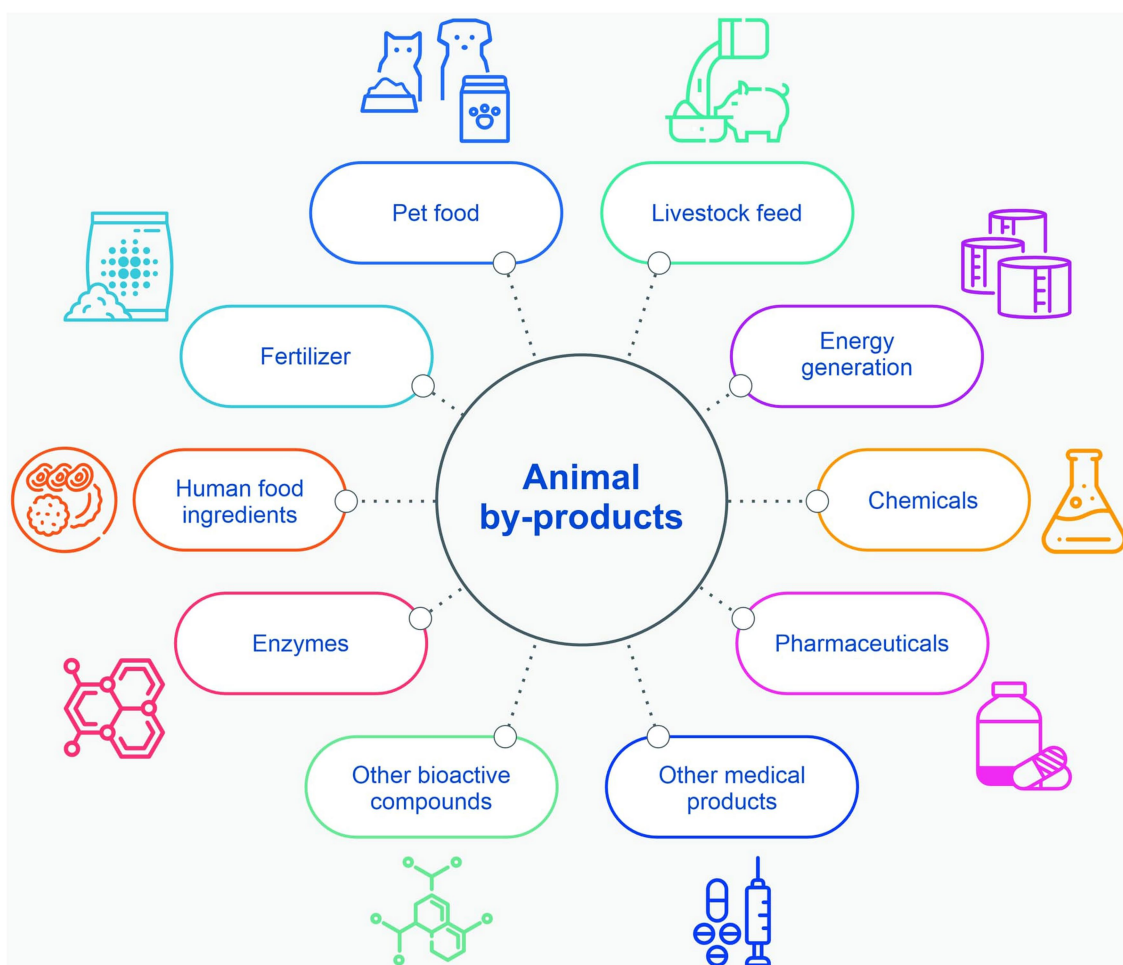 Pet food
Livestock feed
Fertilizer
Energy
generation
Human food
ingredients
Animal
by-products
Chemicals
Enzymes
Pharmaceuticals
Other bioactive
compounds
Other medical
products